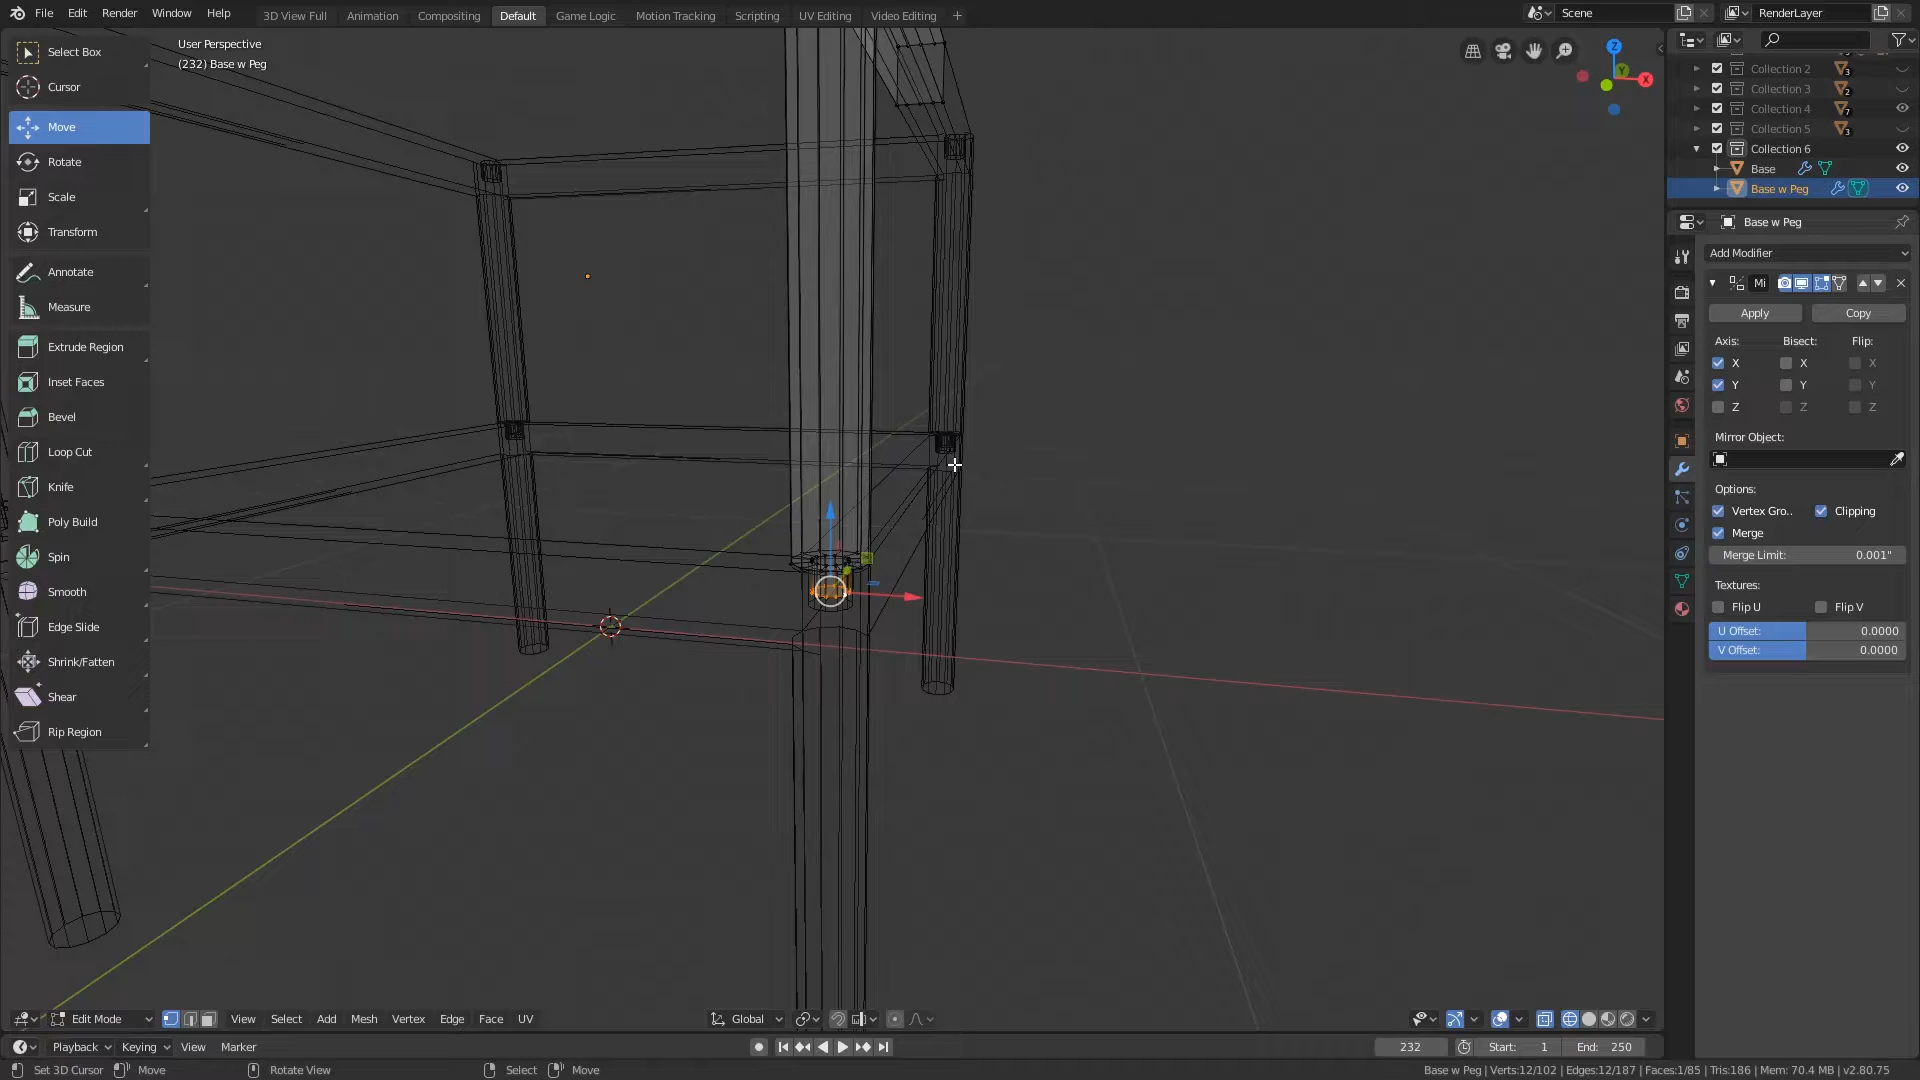 File Edit Render Window Help 3D View Full Animation Compositing Default Game Logic Motion Tracking Scripting UV Editing Video Editing + Scene RenderLayer
User Perspective
(232) Base w Peg
Select Box
Cursor
Move
Rotate
Scale
Transform
Annotate
Measure
Extrude Region
Inset Faces
Bevel
Loop Cut
Knife
Poly Build
Spin
Smooth
Edge Slide
Shrink/Fatten
Shear
Rip Region
Z
Y
X
Collection 2 3
Collection 3 2
Collection 4 7
Collection 5 3
Collection 6
Base
Base w Peg
Base w Peg
Add Modifier
Mi
Apply Copy
Axis: Bisect: Flip:
X X X
Y Y Y
Z Z Z
Mirror Object:
Options:
Vertex Gro.. Clipping
Merge
Merge Limit: 0.001"
Textures:
Flip U Flip V
U Offset: 0.0000
V Offset: 0.0000
Edit Mode View Select Add Mesh Vertex Edge Face UV Global
Playback Keying View Marker 232 Start: 1 End: 250
Set 3D Cursor Move Rotate View Select Move Base w Peg | Verts:12/102 | Edges:12/187 | Faces:1/85 | Tris:186 | Mem: 70.4 MB | v2.80.75